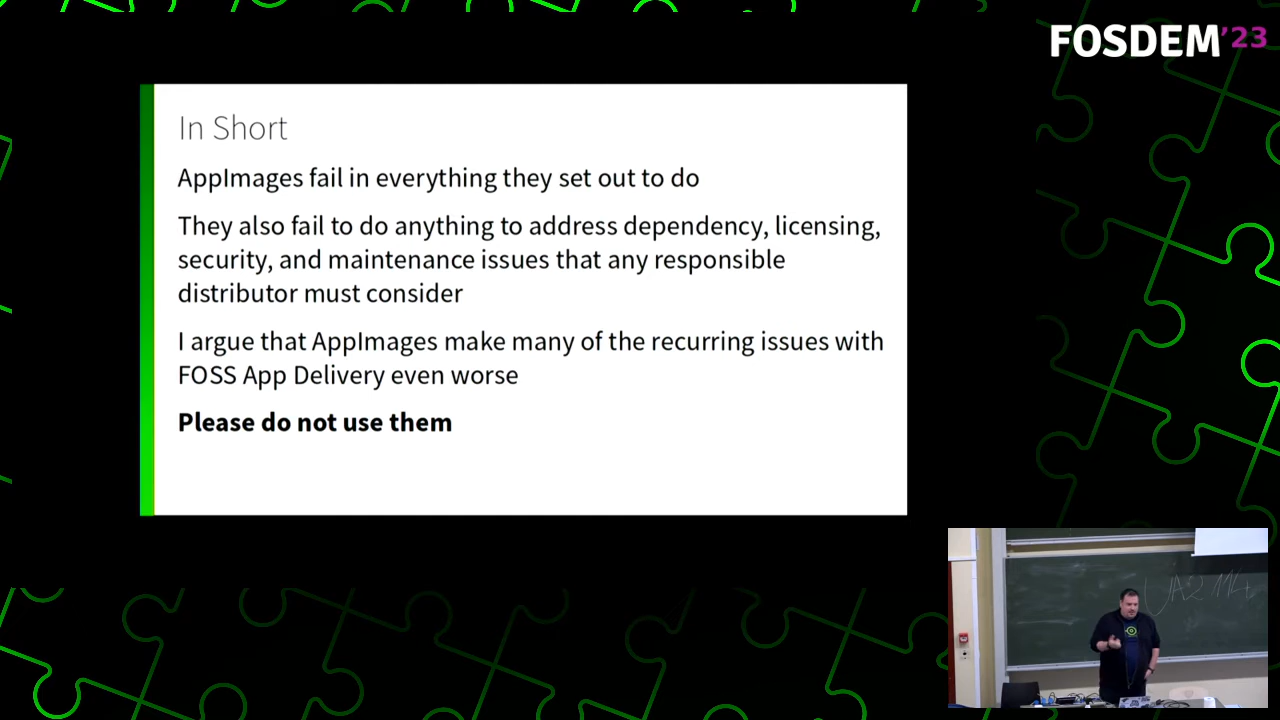 FOSDEM'23
In Short
AppImages fail in everything they set out to do
They also fail to do anything to address dependency, licensing,
security, and maintenance issues that any responsible
distributor must consider
I argue that AppImages make many of the recurring issues with
FOSS App Delivery even worse
Please do not use them